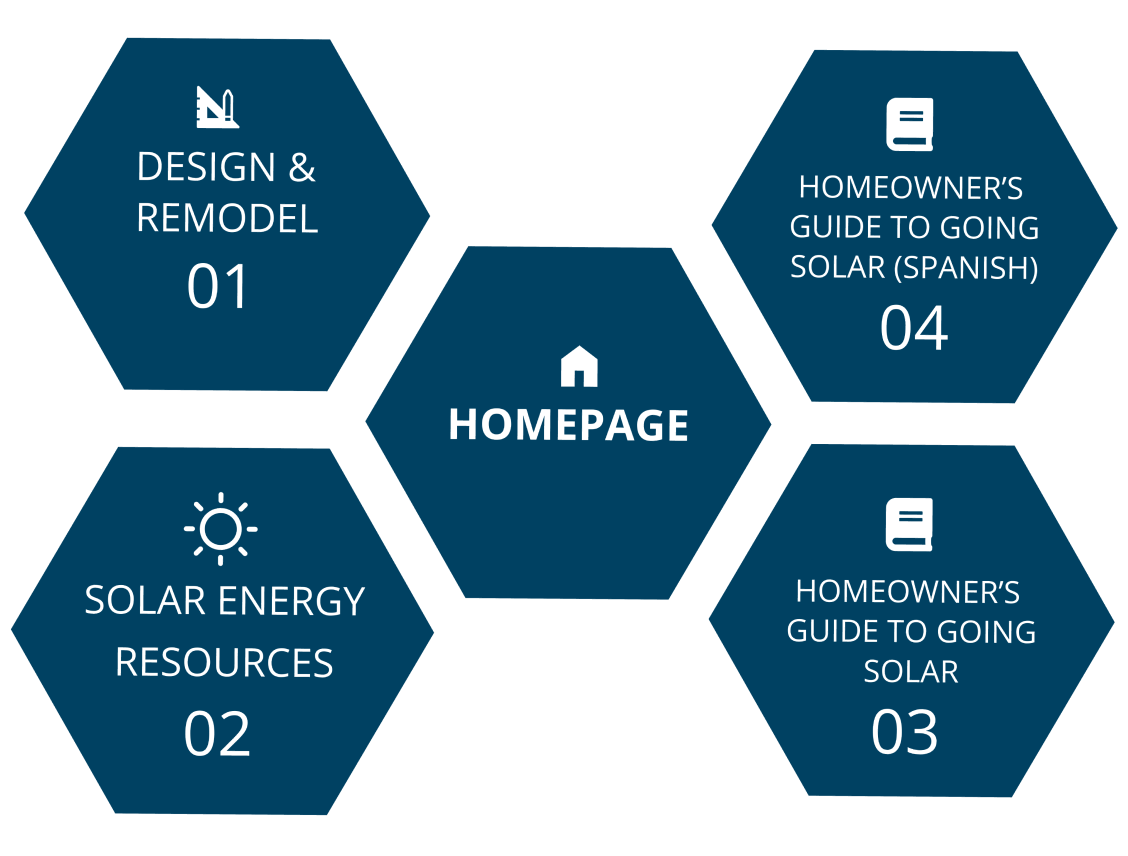 DESIGN &
REMODEL
01
HOMEOWNER’S
GUIDE TO GOING
SOLAR (SPANISH)
04
HOMEPAGE
SOLAR ENERGY
RESOURCES
02
HOMEOWNER’S
GUIDE TO GOING
SOLAR
03